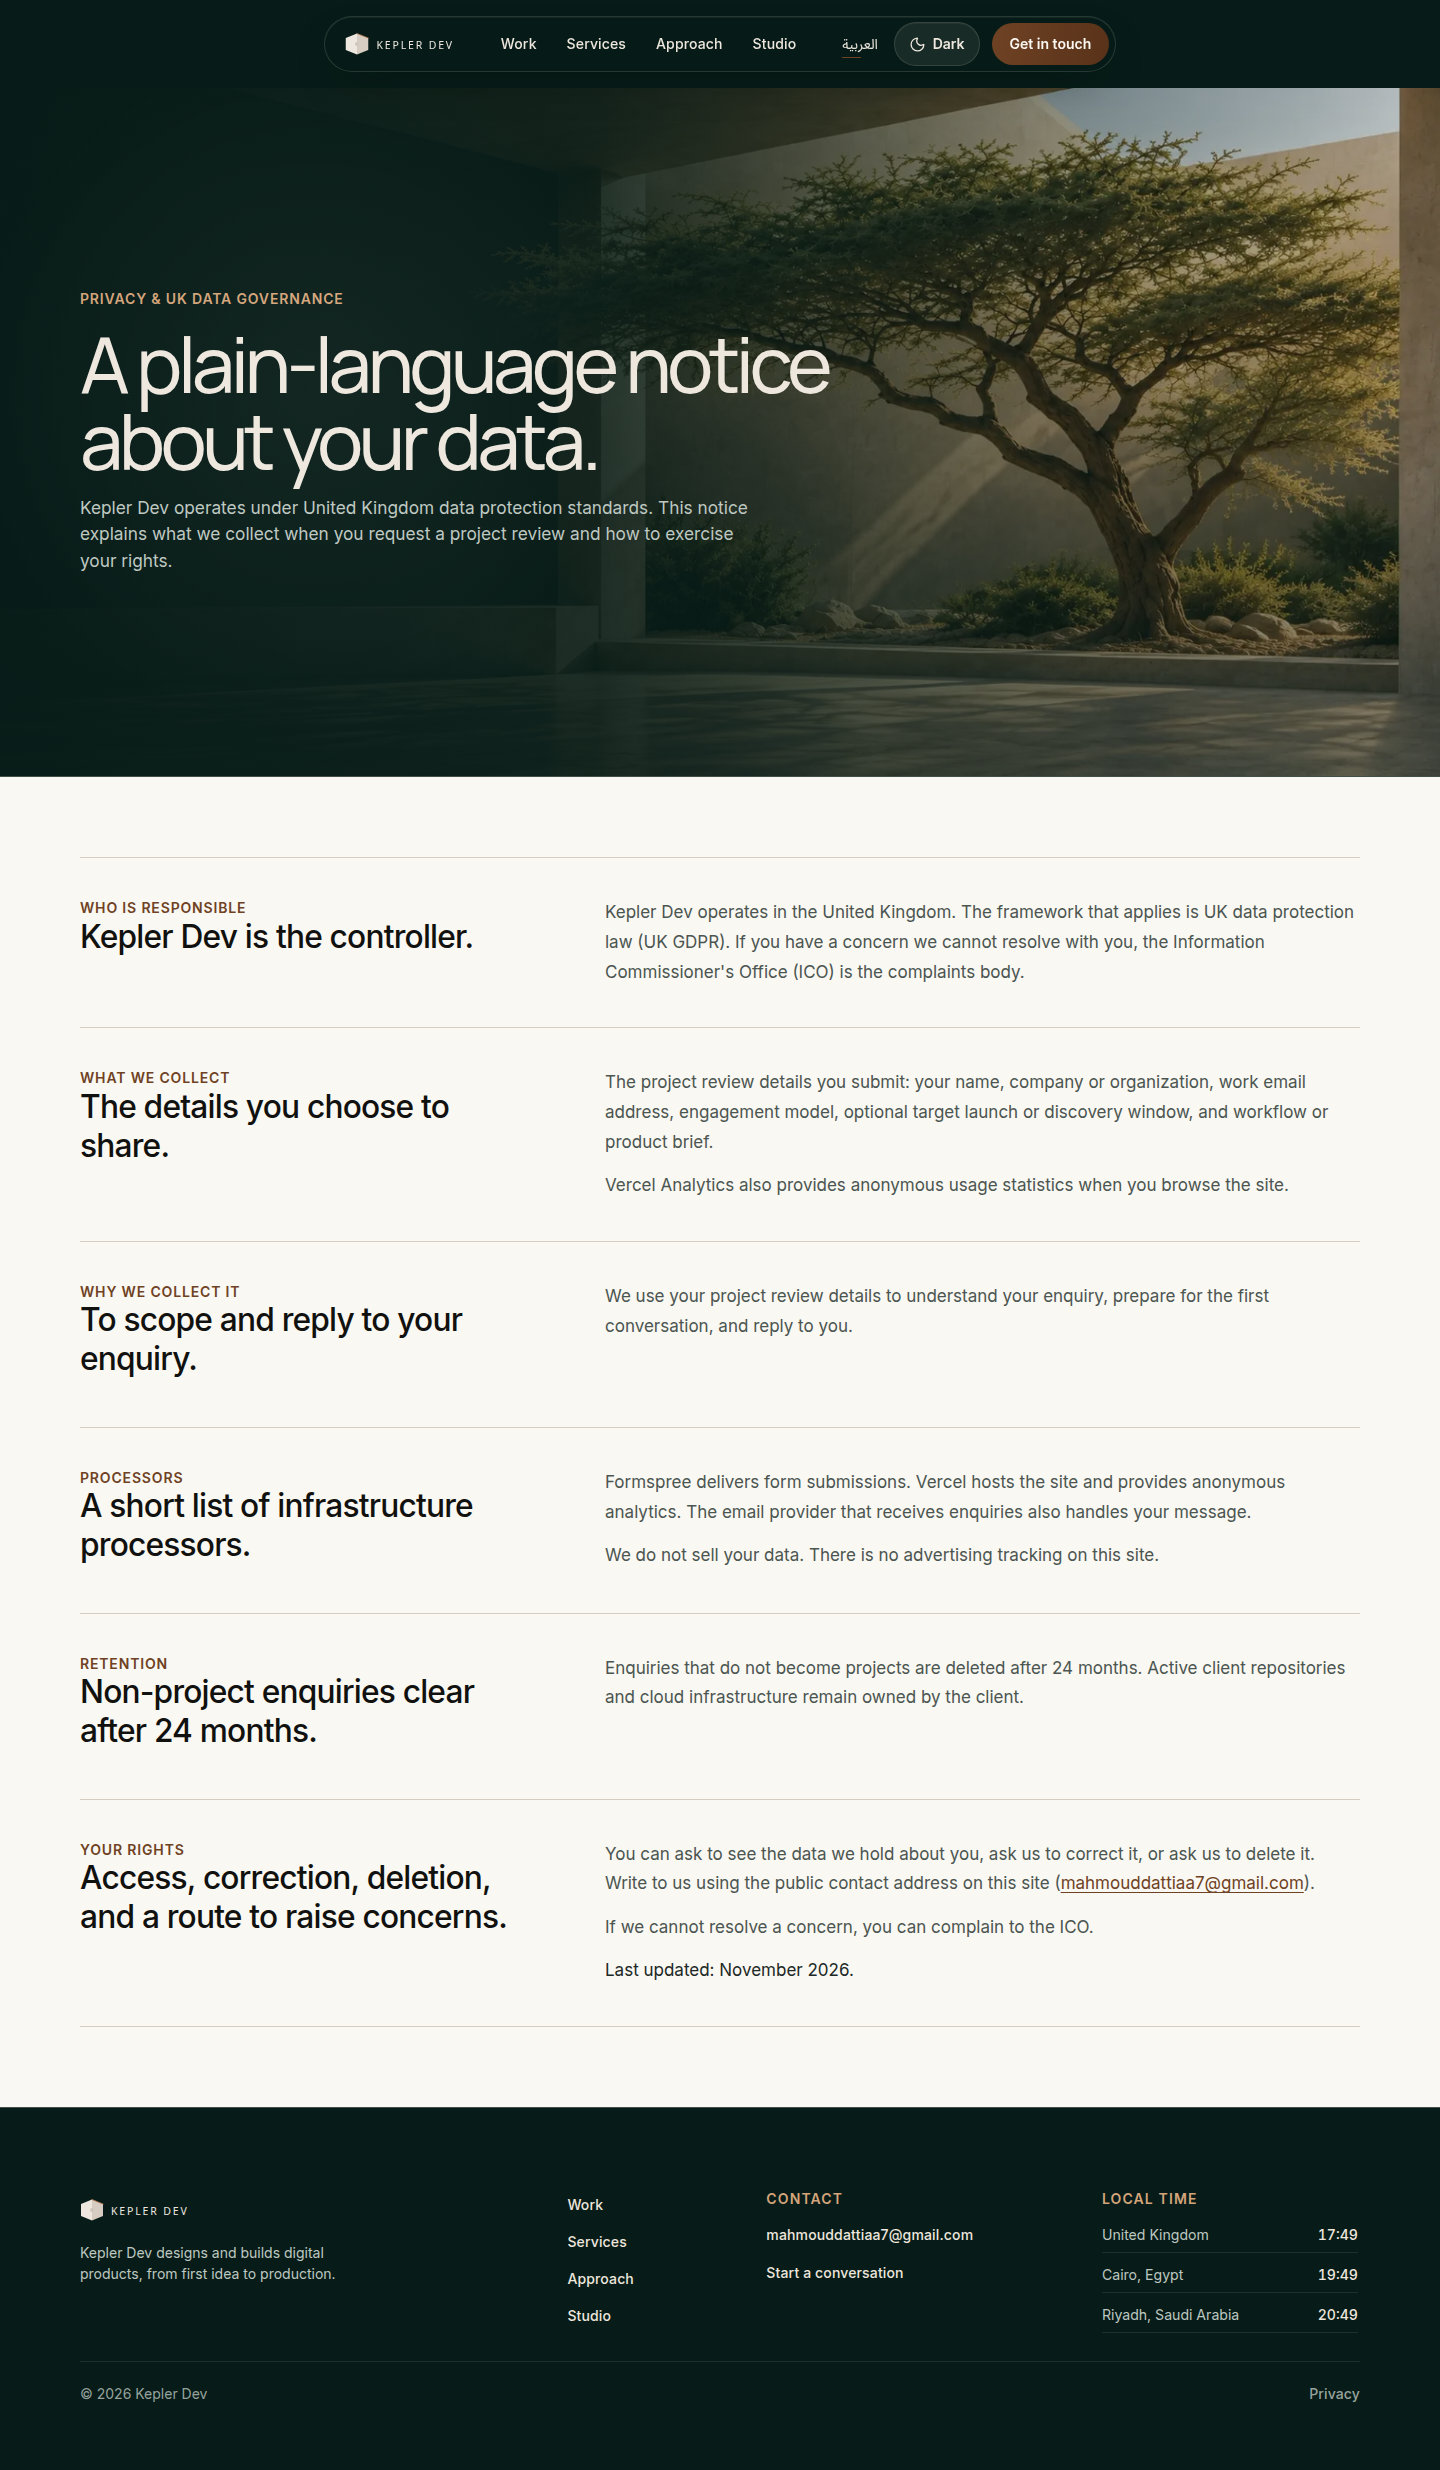 KEPLER DEV
Work
Services
Approach
Studio
العربية
Dark
Get in touch
PRIVACY & UK DATA GOVERNANCE
A plain-language notice
about your data.
Kepler Dev operates under United Kingdom data protection standards. This notice
explains what we collect when you request a project review and how to exercise
your rights.
WHO IS RESPONSIBLE
Kepler Dev is the controller.
Kepler Dev operates in the United Kingdom. The framework that applies is UK data protection
law (UK GDPR). If you have a concern we cannot resolve with you, the Information
Commissioner's Office (ICO) is the complaints body.
WHAT WE COLLECT
The details you choose to
share.
The project review details you submit: your name, company or organization, work email
address, engagement model, optional target launch or discovery window, and workflow or
product brief.
Vercel Analytics also provides anonymous usage statistics when you browse the site.
WHY WE COLLECT IT
To scope and reply to your
enquiry.
We use your project review details to understand your enquiry, prepare for the first
conversation, and reply to you.
PROCESSORS
A short list of infrastructure
processors.
Formspree delivers form submissions. Vercel hosts the site and provides anonymous
analytics. The email provider that receives enquiries also handles your message.
We do not sell your data. There is no advertising tracking on this site.
RETENTION
Non-project enquiries clear
after 24 months.
Enquiries that do not become projects are deleted after 24 months. Active client repositories
and cloud infrastructure remain owned by the client.
YOUR RIGHTS
Access, correction, deletion,
and a route to raise concerns.
You can ask to see the data we hold about you, ask us to correct it, or ask us to delete it.
Write to us using the public contact address on this site (mahmouddattiaa7@gmail.com).
If we cannot resolve a concern, you can complain to the ICO.
Last updated: November 2026.
KEPLER DEV
Kepler Dev designs and builds digital
products, from first idea to production.
Work
Services
Approach
Studio
CONTACT
mahmouddattiaa7@gmail.com
Start a conversation
LOCAL TIME
United Kingdom 17:49
Cairo, Egypt 19:49
Riyadh, Saudi Arabia 20:49
© 2026 Kepler Dev
Privacy